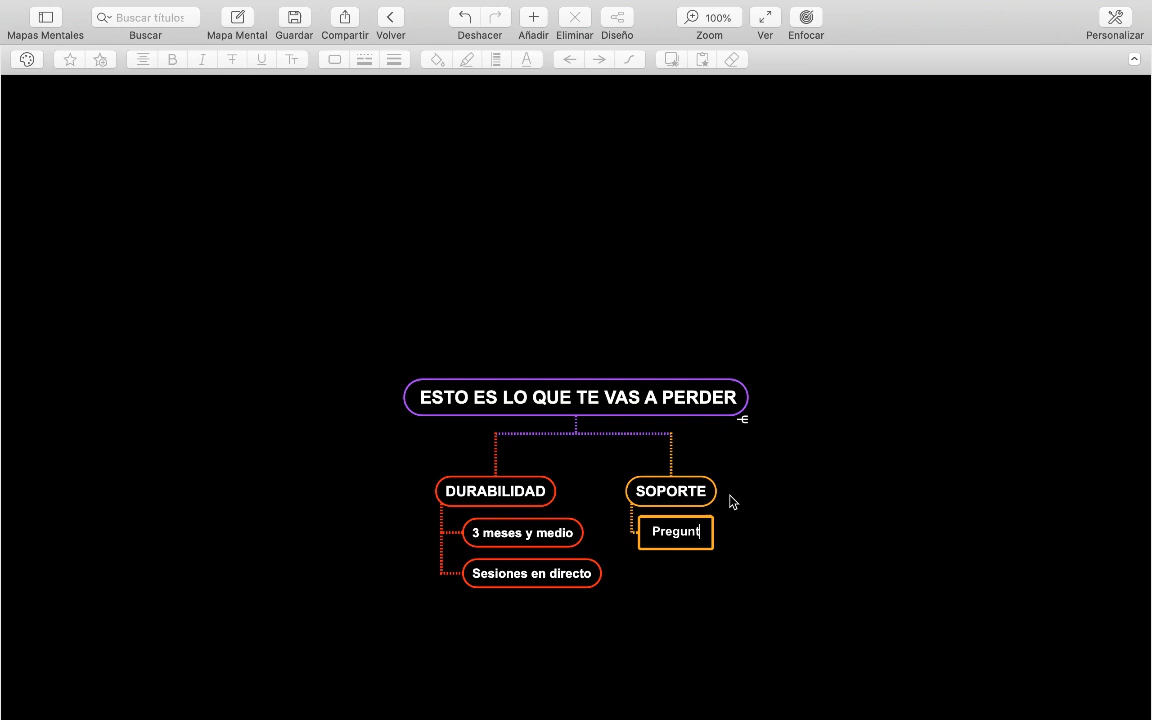 Buscar títulos
100%
Mapas Mentales
Buscar
Mapa Mental
Guardar
Compartir
Volver
Deshacer
Añadir
Eliminar
Diseño
Zoom
Ver
Enfocar
Personalizar
B
I
T
U
TT
A
ESTO ES LO QUE TE VAS A PERDER
DURABILIDAD
3 meses y medio
Sesiones en directo
SOPORTE
Pregunt